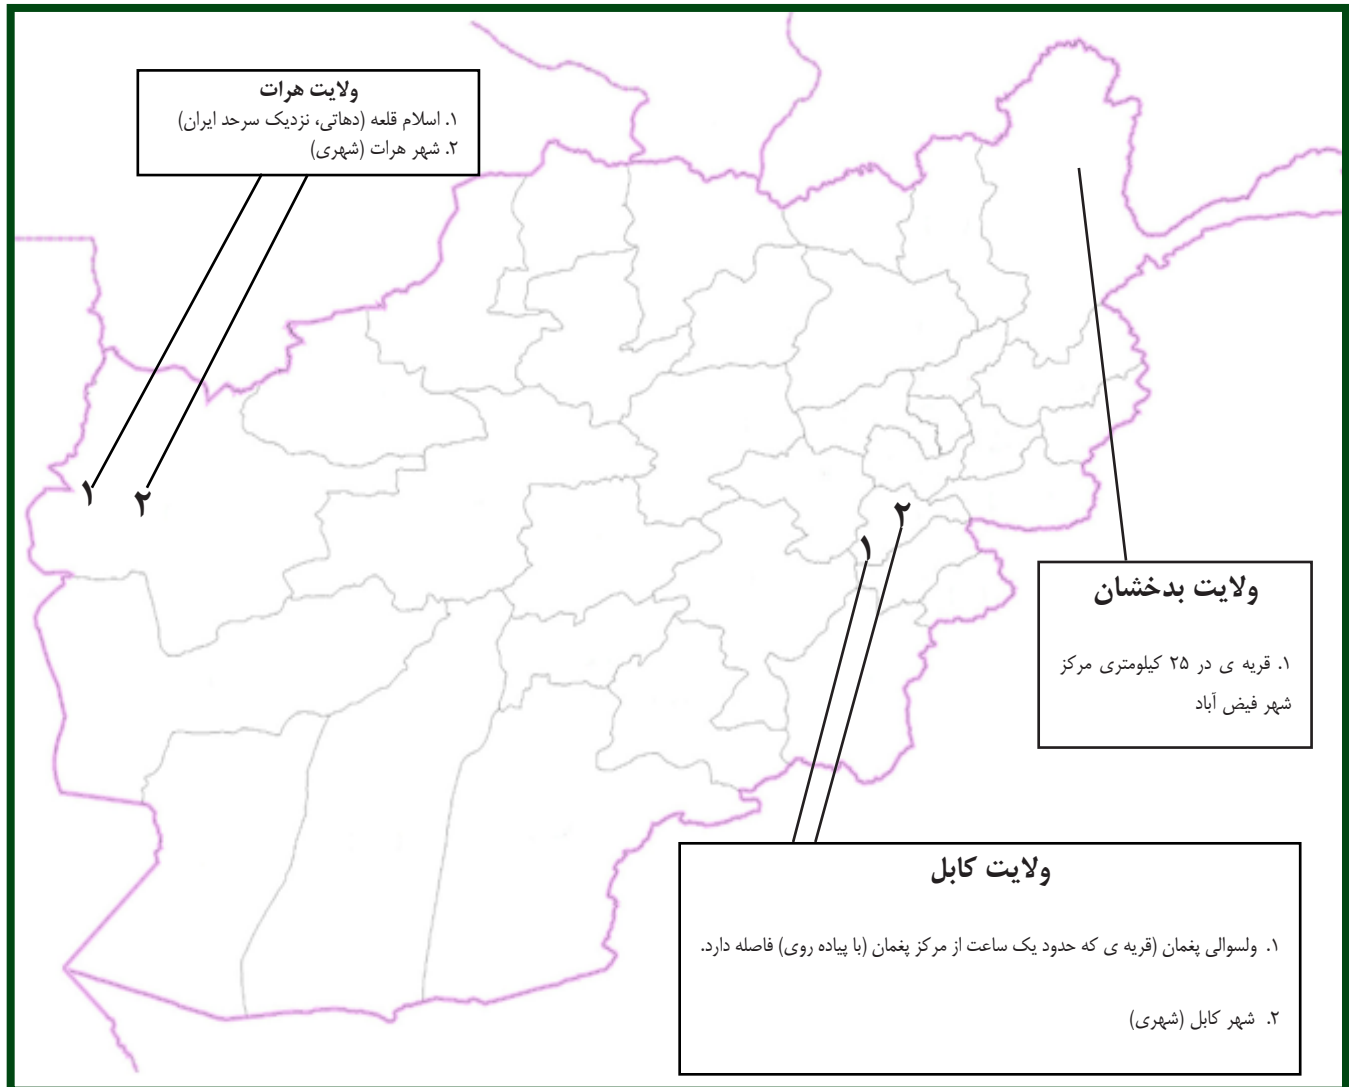 ولایت هرات
۱. اسلام قلعه (دهاتی، نزدیک سرحد ایران)
۲. شهر هرات (شهری)
۱
۲
۲
۱
ولایت بدخشان
۱. قریه ی در ۲۵ کیلومتری مرکز
شهر فیض آباد
ولایت کابل
۱. ولسوالی پغمان (قریه ی که حدود یک ساعت از مرکز پغمان (با پیاده روی) فاصله دارد.
۲. شهر کابل (شهری)